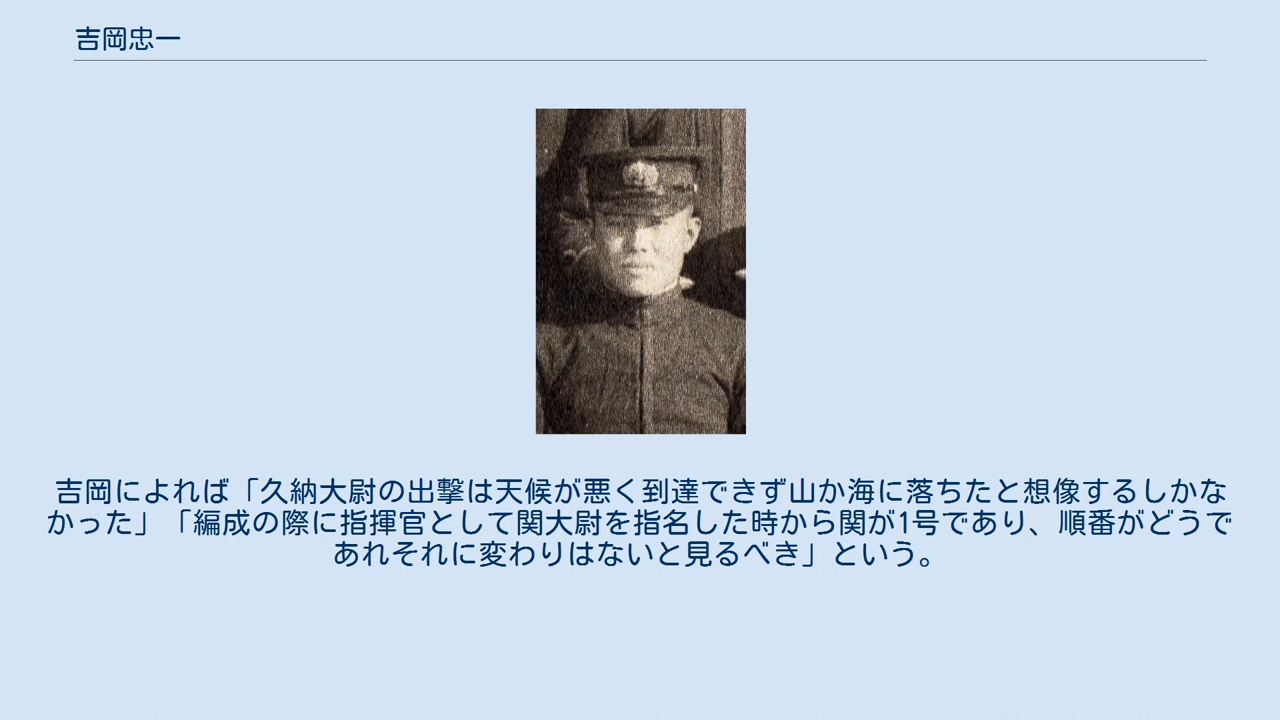 吉岡忠一
吉岡によれば「久納大尉の出撃は天候が悪く到達できず山か海に落ちたと想像するしかな
かった」「編成の際に指揮官として関大尉を指名した時から関が1号であり、順番がどうで
あれそれに変わりはないと見るべき」という。